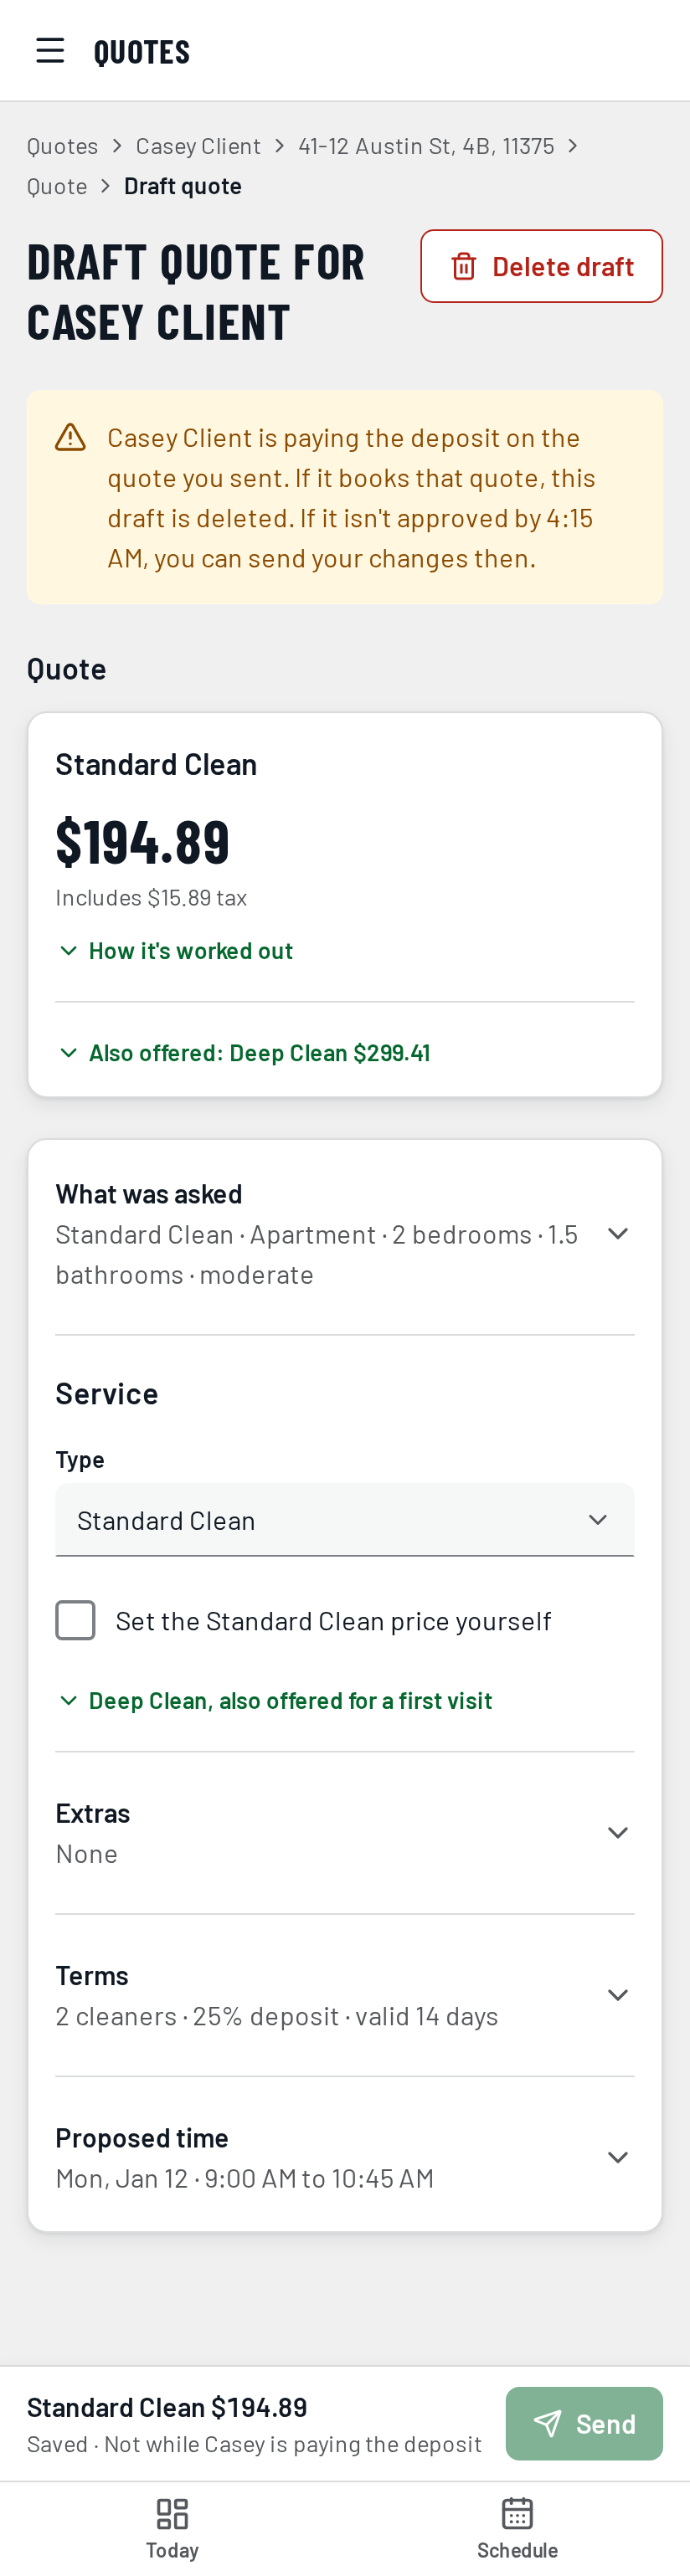 QUOTES
Quotes > Casey Client > 41-12 Austin St, 4B, 11375 >
Quote > Draft quote
DRAFT QUOTE FOR
CASEY CLIENT
Delete draft
Casey Client is paying the deposit on the
quote you sent. If it books that quote, this
draft is deleted. If it isn't approved by 4:15
AM, you can send your changes then.
Quote
Standard Clean
$194.89
Includes $15.89 tax
How it's worked out
Also offered: Deep Clean $299.41
What was asked
Standard Clean · Apartment · 2 bedrooms · 1.5
bathrooms · moderate
Service
Type
Standard Clean
Set the Standard Clean price yourself
Deep Clean, also offered for a first visit
Extras
None
Terms
2 cleaners · 25% deposit · valid 14 days
Proposed time
Mon, Jan 12 · 9:00 AM to 10:45 AM
Standard Clean $194.89
Saved · Not while Casey is paying the deposit
Send
Today
Schedule